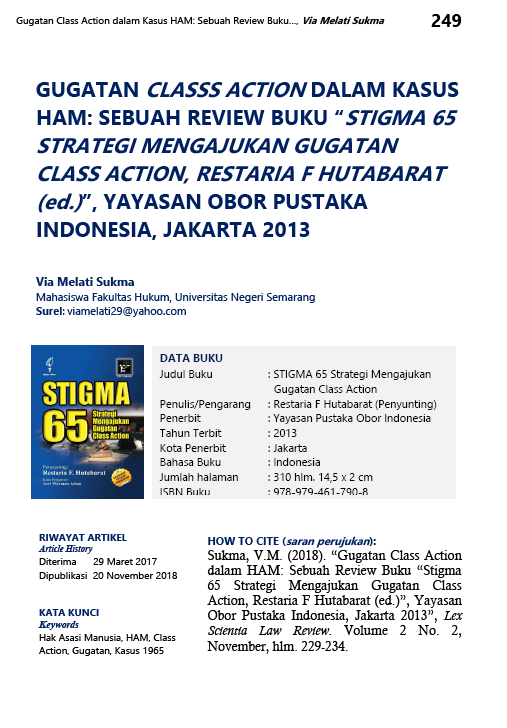 Gugatan Class Action dalam Kasus HAM: Sebuah Review Buku..., Via Melati Sukma 249
GUGATAN CLASSS ACTION DALAM KASUS
HAM: SEBUAH REVIEW BUKU “STIGMA 65
STRATEGI MENGAJUKAN GUGATAN
CLASS ACTION, RESTARIA F HUTABARAT
(ed.)”, YAYASAN OBOR PUSTAKA
INDONESIA, JAKARTA 2013
Via Melati Sukma
Mahasiswa Fakultas Hukum, Universitas Negeri Semarang
Surel: viamelati29@yahoo.com
STIGMA
65
Strategi
Mengajukan
Gugatan
Class Action
Penyunting:
Restaria F. Hutabarat
DATA BUKU
Judul Buku : STIGMA 65 Strategi Mengajukan
Gugatan Class Action
Penulis/Pengarang : Restaria F Hutabarat (Penyunting)
Penerbit : Yayasan Pustaka Obor Indonesia
Tahun Terbit : 2013
Kota Penerbit : Jakarta
Bahasa Buku : Indonesia
Jumlah halaman : 310 hlm. 14,5 x 2 cm
ISBN Buku : 978-979-461-790-8
RIWAYAT ARTIKEL
Article History
Diterima 29 Maret 2017
Dipublikasi 20 November 2018
KATA KUNCI
Keywords
Hak Asasi Manusia, HAM, Class
Action, Gugatan, Kasus 1965
HOW TO CITE (saran perujukan):
Sukma, V.M. (2018). “Gugatan Class Action
dalam HAM: Sebuah Review Buku “Stigma
65 Strategi Mengajukan Gugatan Class
Action, Restaria F Hutabarat (ed.)”, Yayasan
Obor Pustaka Indonesia, Jakarta 2013”, Lex
Scientia Law Review. Volume 2 No. 2,
November, hlm. 229-234.